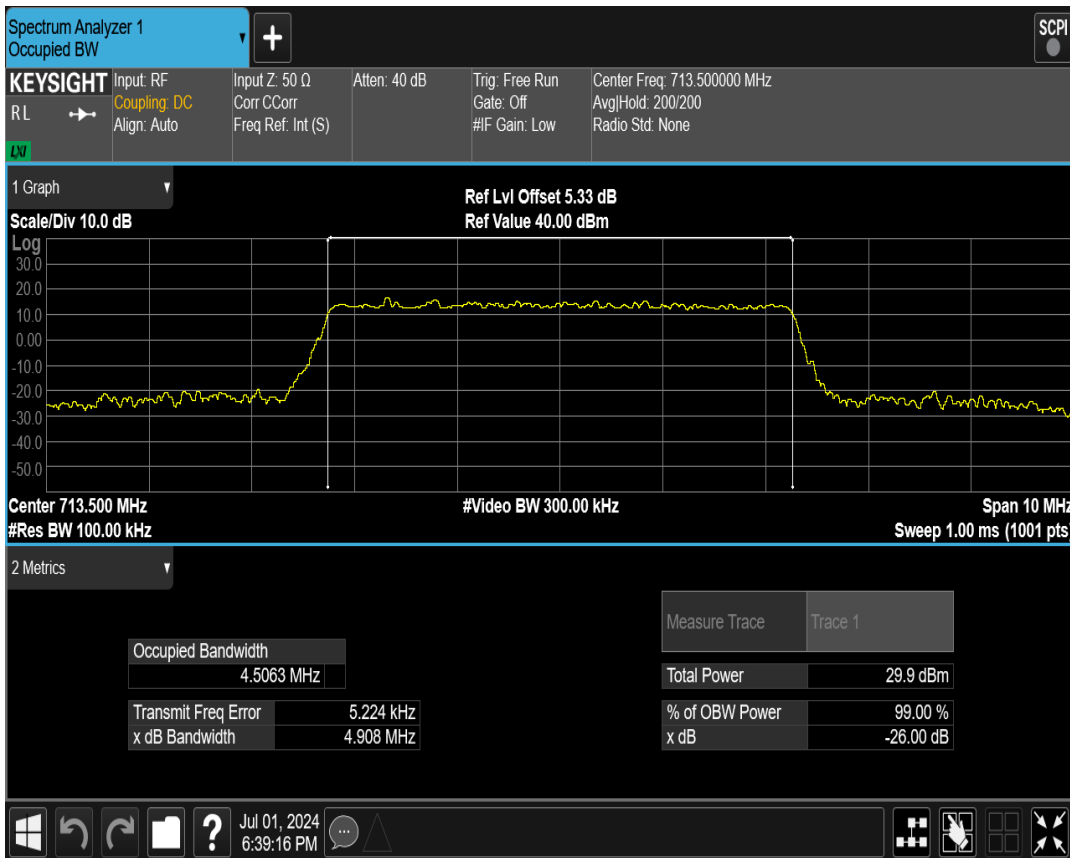 Spectrum Analyzer 1
Occupied BW
+
SCPI
KEYSIGHT
RL
LXI
Input: RF
Coupling: DC
Align: Auto
Input Z: 50 Ω
Corr CCorr
Freq Ref: Int (S)
Atten: 40 dB
Trig: Free Run
Gate: Off
#IF Gain: Low
Center Freq: 713.500000 MHz
Avg|Hold: 200/200
Radio Std: None
1 Graph
Scale/Div 10.0 dB
Ref Lvl Offset 5.33 dB
Ref Value 40.00 dBm
Log
30.0
20.0
10.0
0.00
-10.0
-20.0
-30.0
-40.0
-50.0
Center 713.500 MHz
#Video BW 300.00 kHz
Span 10 MHz
#Res BW 100.00 kHz
Sweep 1.00 ms (1001 pts)
2 Metrics
Measure Trace Trace 1
Occupied Bandwidth
4.5063 MHz
Total Power 29.9 dBm
Transmit Freq Error 5.224 kHz
% of OBW Power 99.00 %
x dB Bandwidth 4.908 MHz
x dB -26.00 dB
?
Jul 01, 2024
6:39:16 PM